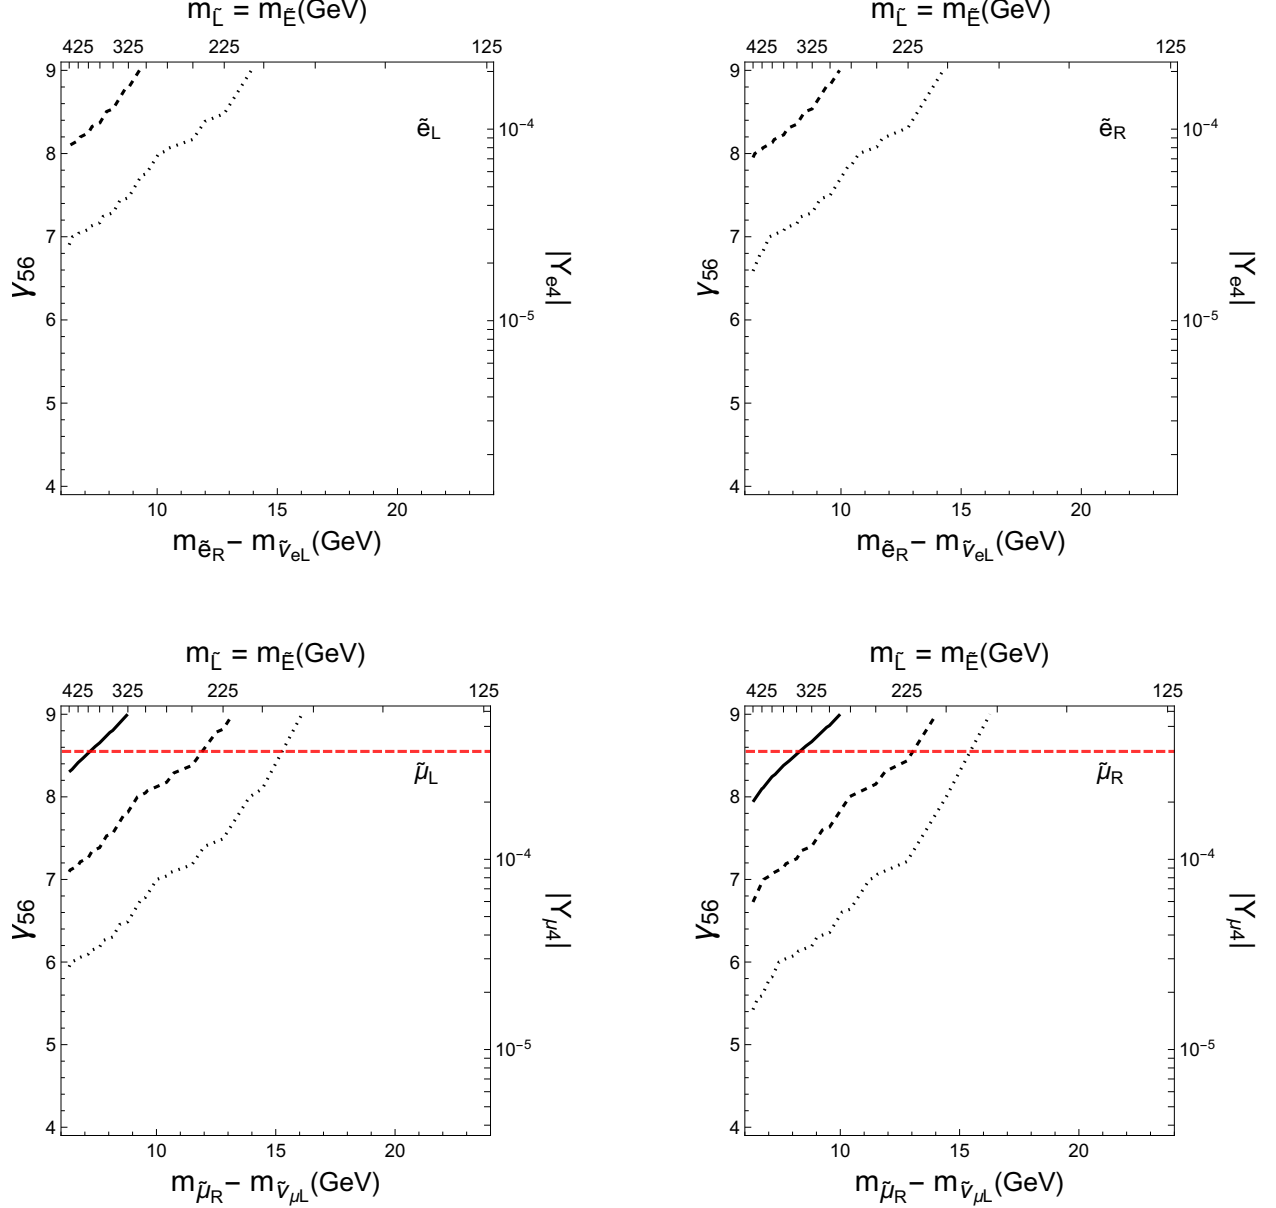 m_L̃ = m_Ẽ(GeV)
425 325 225 125
9
8
7
6
5
4
γ56
ẽL
10⁻⁴
10⁻⁵
|Ye4|
10 15 20
m_ẽR − m_ν̃eL(GeV)
m_L̃ = m_Ẽ(GeV)
425 325 225 125
9
8
7
6
5
4
γ56
ẽR
10⁻⁴
10⁻⁵
|Ye4|
10 15 20
m_ẽR − m_ν̃eL(GeV)
m_L̃ = m_Ẽ(GeV)
425 325 225 125
9
8
7
6
5
4
γ56
μ̃L
10⁻⁴
10⁻⁵
|Yμ4|
10 15 20
m_μ̃R − m_ν̃μL(GeV)
m_L̃ = m_Ẽ(GeV)
425 325 225 125
9
8
7
6
5
4
γ56
μ̃R
10⁻⁴
10⁻⁵
|Yμ4|
10 15 20
m_μ̃R − m_ν̃μL(GeV)